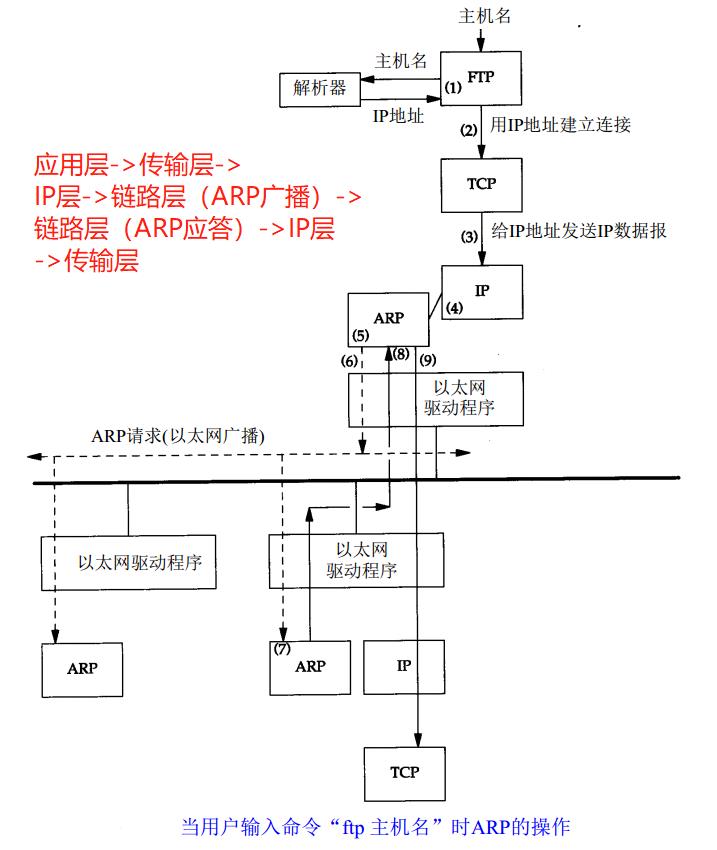 主机名
主机名
FTP
(1)
解析器
IP地址
(2)
用IP地址建立连接
应用层->传输层->
IP层->链路层（ARP广播）->
链路层（ARP应答）->IP层
->传输层
TCP
(3)
给IP地址发送IP数据报
IP
(4)
ARP
(5)
(6)
(8)
(9)
以太网
驱动程序
ARP请求(以太网广播)
以太网驱动程序
以太网
驱动程序
ARP
(7)
ARP
IP
TCP
当用户输入命令“ftp 主机名”时ARP的操作